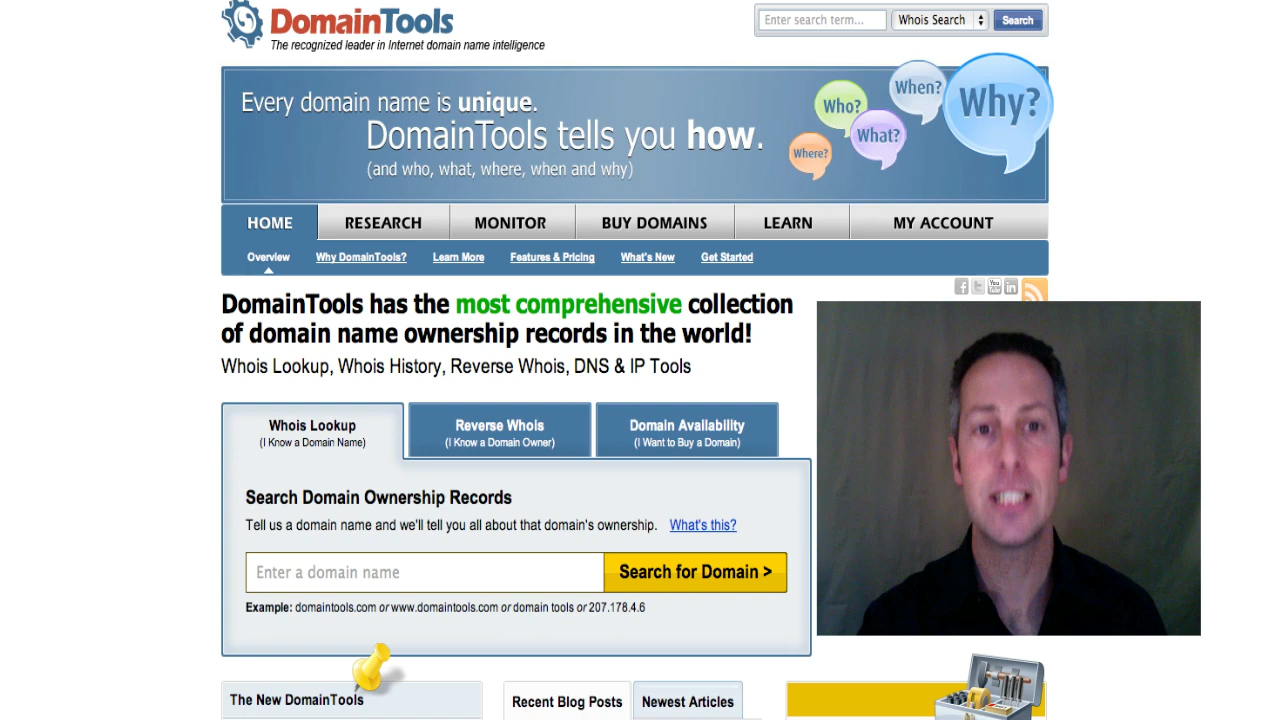 DomainTools
The recognized leader in Internet domain name intelligence
Enter search term...
Whois Search
Search
Every domain name is unique.
DomainTools tells you how.
(and who, what, where, when and why)
Who?
When?
Why?
What?
Where?
HOME
RESEARCH
MONITOR
BUY DOMAINS
LEARN
MY ACCOUNT
Overview
Why DomainTools?
Learn More
Features & Pricing
What's New
Get Started
You Tube
DomainTools has the most comprehensive collection
of domain name ownership records in the world!
Whois Lookup, Whois History, Reverse Whois, DNS & IP Tools
Whois Lookup
(I Know a Domain Name)
Reverse Whois
(I Know a Domain Owner)
Domain Availability
(I Want to Buy a Domain)
Search Domain Ownership Records
Tell us a domain name and we'll tell you all about that domain's ownership. What's this?
Enter a domain name
Search for Domain >
Example: domaintools.com or www.domaintools.com or domain tools or 207.178.4.6
The New DomainTools
Recent Blog Posts
Newest Articles